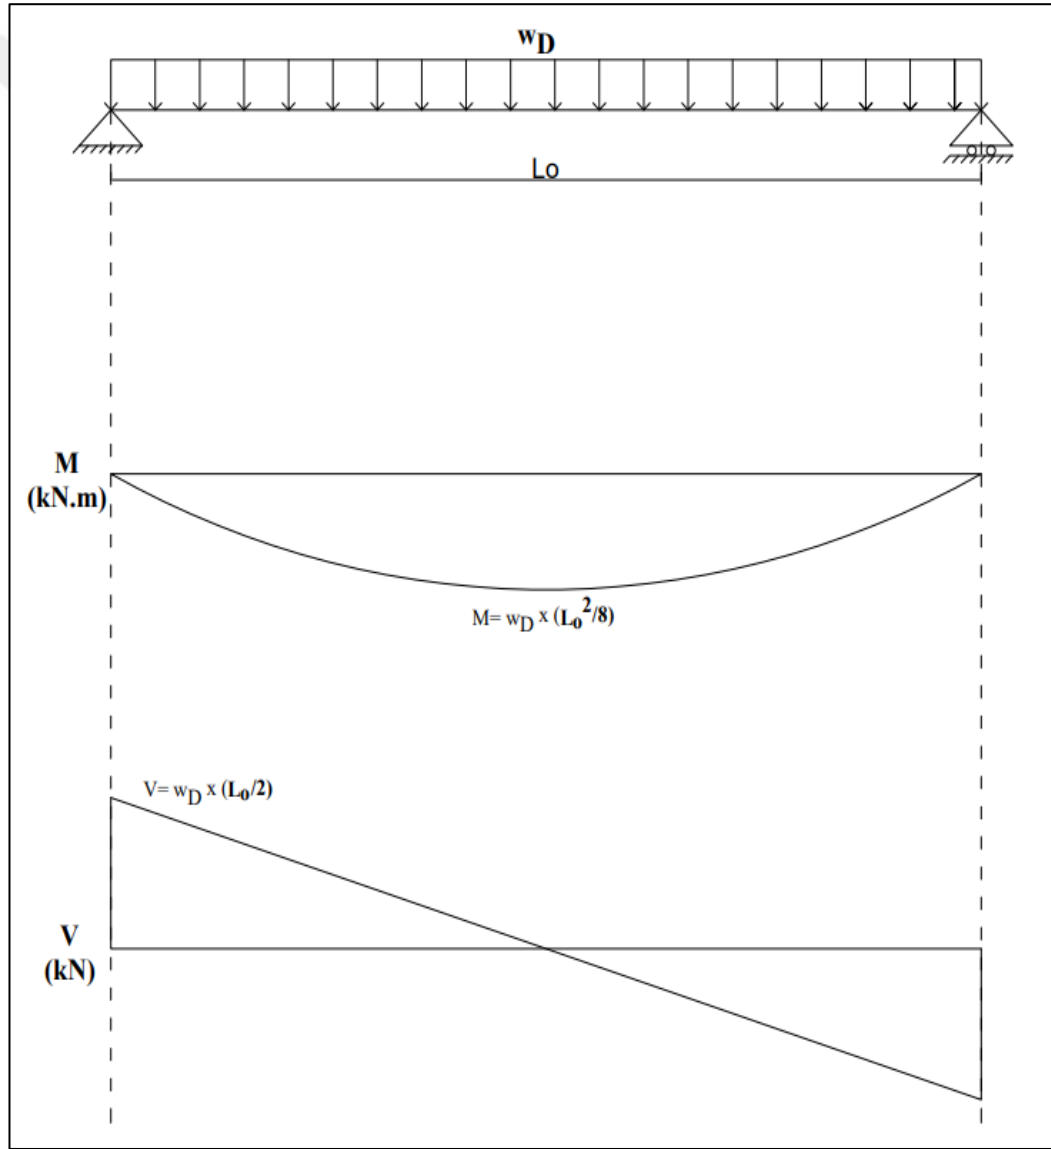 wD
Lo
M
(kN.m)
M= wD x (Lo²/8)
V= wD x (Lo/2)
V
(kN)